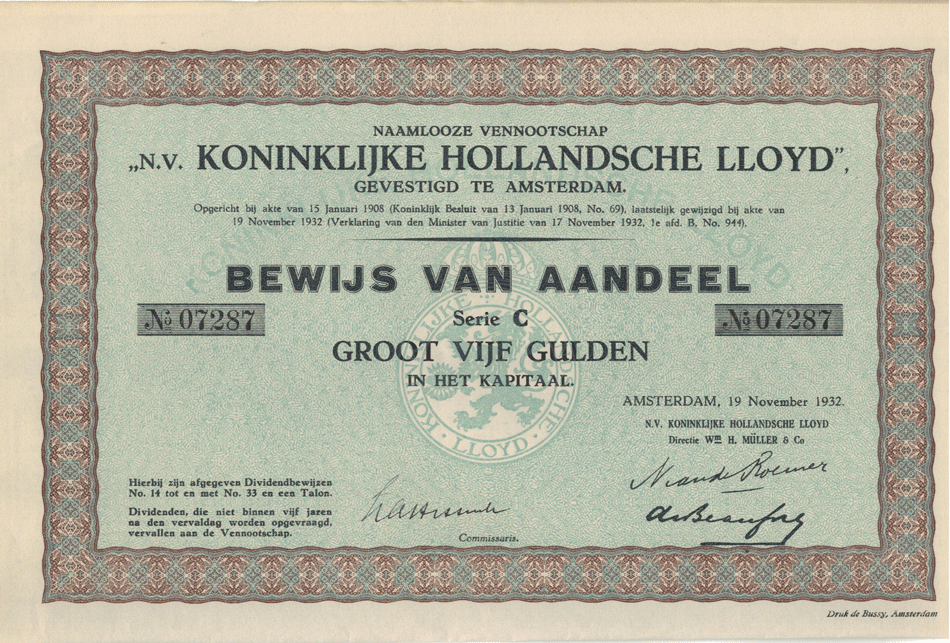 NAAMLOOZE VENNOOTSCHAP
„N.V. KONINKLIJKE HOLLANDSCHE LLOYD”,
GEVESTIGD TE AMSTERDAM.
Opgericht bij akte van 15 Januari 1908 (Koninklijk Besluit van 13 Januari 1908, No. 69), laatstelijk gewijzigd bij akte van
19 November 1932 (Verklaring van den Minister van Justitie van 17 November 1932, 1e afd. B. No. 944).
BEWIJS VAN AANDEEL
№ 07287
Serie C
№ 07287
GROOT VIJF GULDEN
IN HET KAPITAAL.
KONINKLIJKE HOLLANDSCHE LLOYD
AMSTERDAM, 19 November 1932.
N.V. KONINKLIJKE HOLLANDSCHE LLOYD
Directie Wm H. MÜLLER & Co
Hierbij zijn afgegeven Dividendbewijzen
No. 14 tot en met No. 33 en een Talon.
Dividenden, die niet binnen vijf jaren
na den vervaldag worden opgevraagd,
vervallen aan de Vennootschap.
Commissaris.
Druk de Bussy, Amsterdam